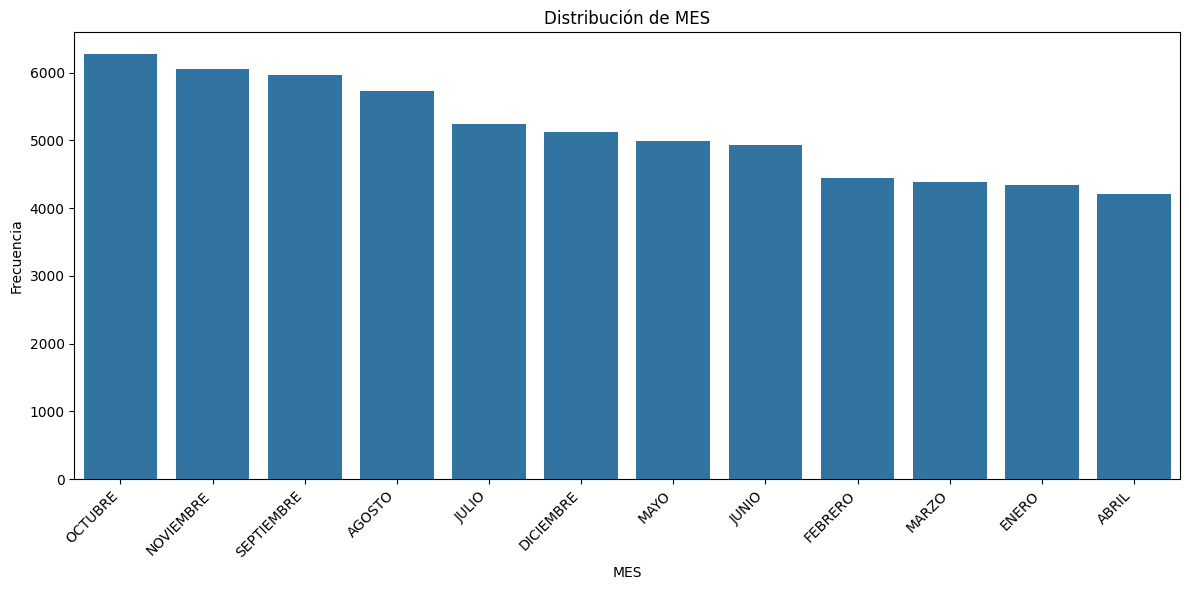 Distribución de MES
Frecuencia
6000
5000
4000
3000
2000
1000
0
OCTUBRE
NOVIEMBRE
SEPTIEMBRE
AGOSTO
JULIO
DICIEMBRE
MAYO
JUNIO
FEBRERO
MARZO
ENERO
ABRIL
MES